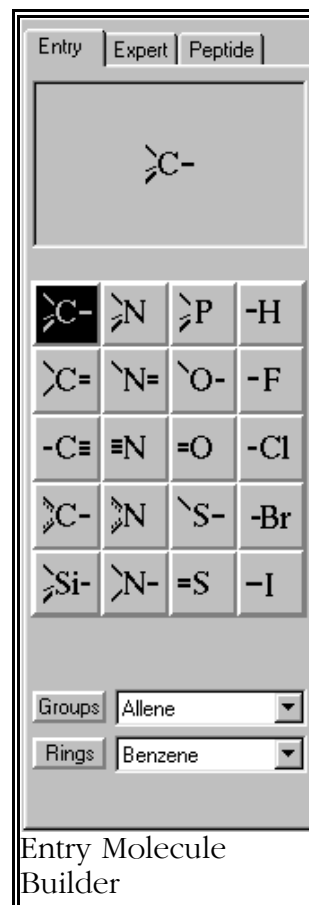 Entry Expert Peptide
C-
C- N P -H
C= N= O- -F
-C≡ ≡N =O -Cl
C- N S- -Br
Si- N- =S -I
Groups Allene
Rings Benzene
Entry Molecule
Builder